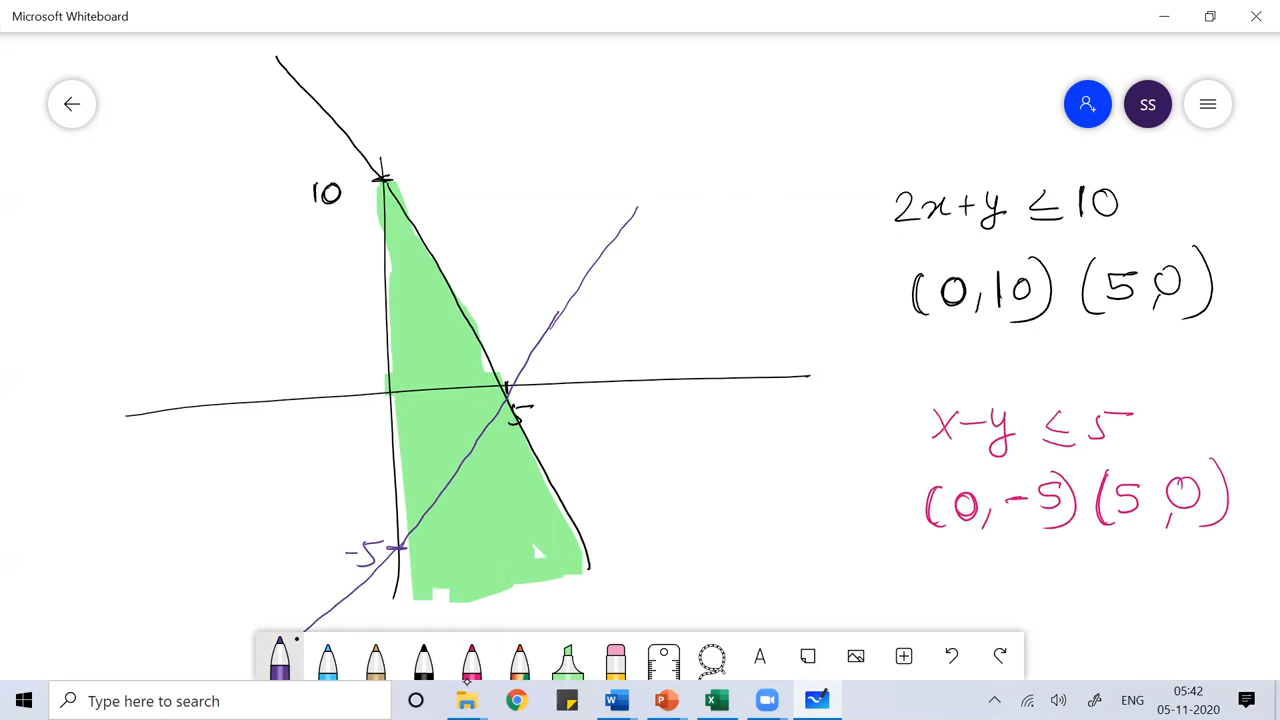 Microsoft Whiteboard
SS
10
2x+y ≤ 10
(0, 10) (5, 0)
5
x-y ≤ 5
(0, -5) (5, 0)
-5
A
Type here to search
ENG
05:42
05-11-2020